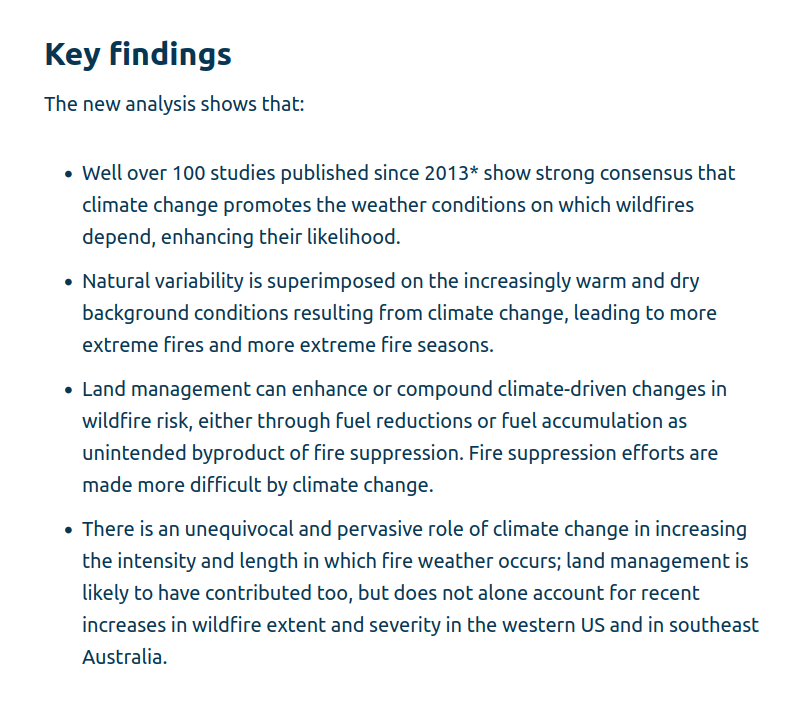 Key findings
The new analysis shows that:
• Well over 100 studies published since 2013* show strong consensus that
climate change promotes the weather conditions on which wildfires
depend, enhancing their likelihood.
• Natural variability is superimposed on the increasingly warm and dry
background conditions resulting from climate change, leading to more
extreme fires and more extreme fire seasons.
• Land management can enhance or compound climate-driven changes in
wildfire risk, either through fuel reductions or fuel accumulation as
unintended byproduct of fire suppression. Fire suppression efforts are
made more difficult by climate change.
• There is an unequivocal and pervasive role of climate change in increasing
the intensity and length in which fire weather occurs; land management is
likely to have contributed too, but does not alone account for recent
increases in wildfire extent and severity in the western US and in southeast
Australia.